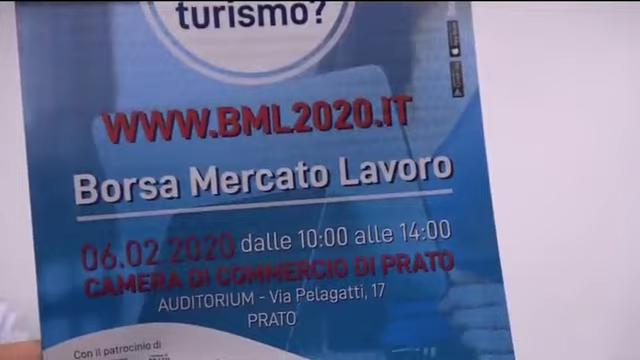 turismo?
WWW.BML2020.IT
Borsa Mercato Lavoro
06.02 2020 dalle 10:00 alle 14:00
CAMERA DI COMMERCIO DI PRATO
AUDITORIUM - Via Pelagatti, 17
PRATO
Con il patrocinio di